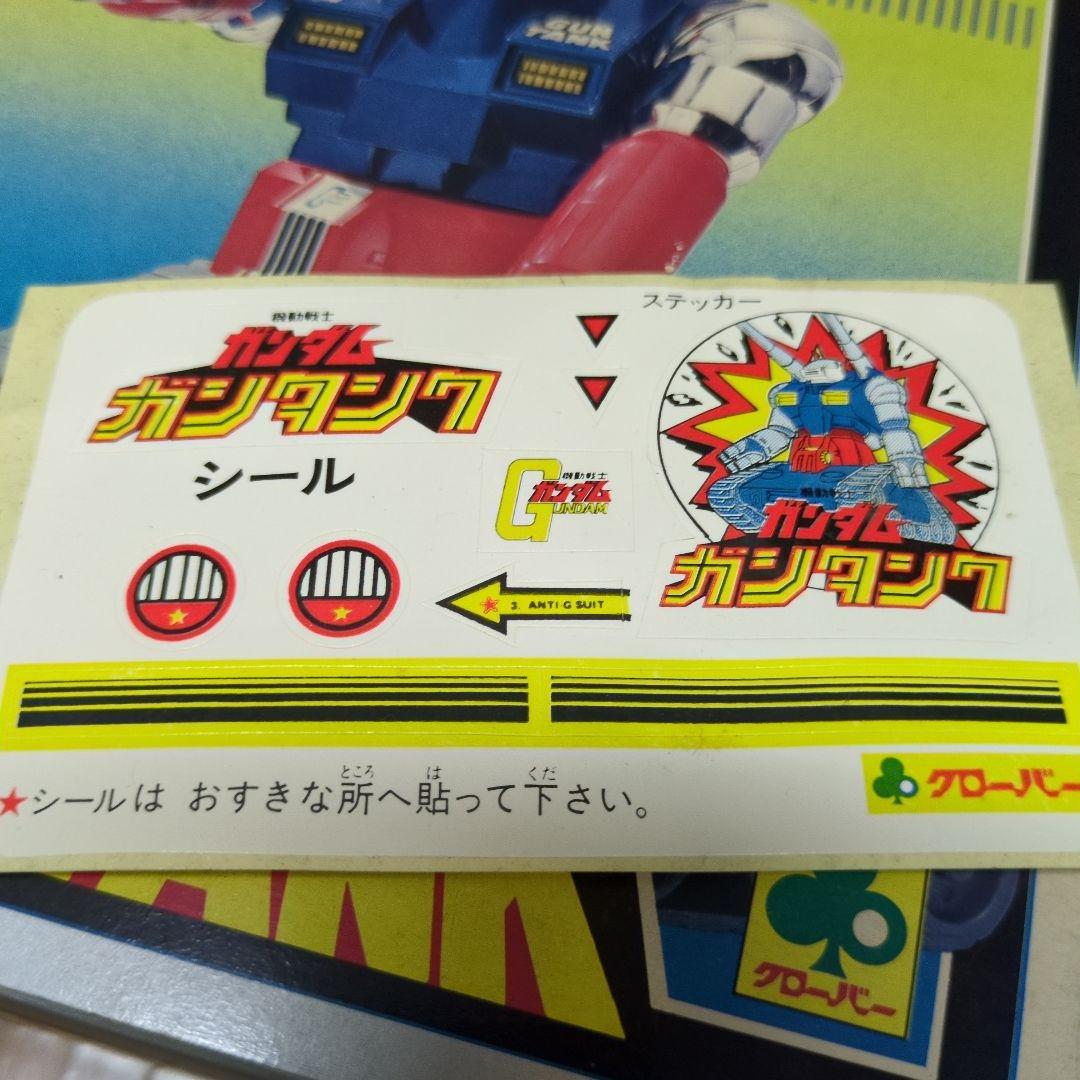 GUN
TANK
機動戦士
ガンダム
ガンタンク
シール
ステッカー
機動戦士
ガンダム
GUNDAM
3. ANTI G SUIT
機動戦士
ガンダム
ガンタンク
★シールは おすきな所へ貼って下さい。
ところ は くだ
クローバー
TANK
クローバー